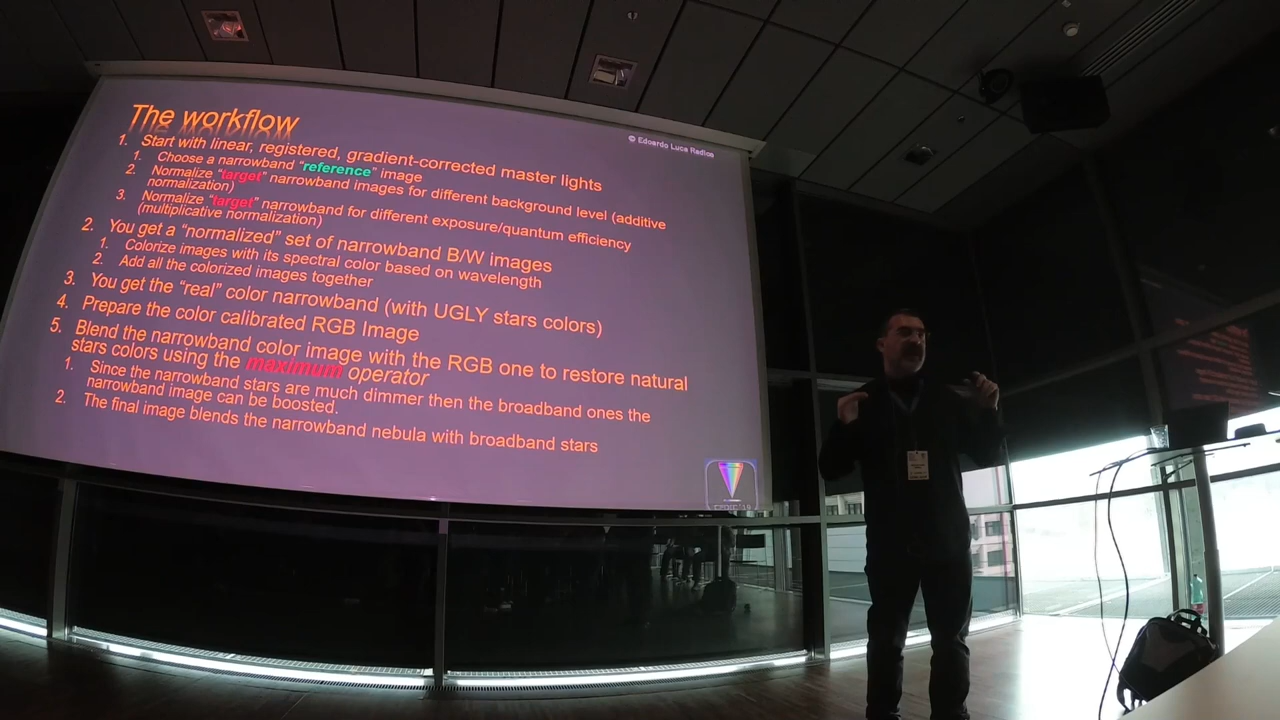 The workflow
© Edoardo Luca Radice
1. Start with linear, registered, gradient-corrected master lights
1. Choose a narrowband "reference" image
2. Normalize "target" narrowband images for different background level (additive
normalization)
3. Normalize "target" narrowband for different exposure/quantum efficiency
(multiplicative normalization)
2. You get a "normalized" set of narrowband B/W images
1. Colorize images with its spectral color based on wavelength
2. Add all the colorized images together
3. You get the "real" color narrowband (with UGLY stars colors)
4. Prepare the color calibrated RGB Image
5. Blend the narrowband color image with the RGB one to restore natural
stars colors using the maximum operator
1. Since the narrowband stars are much dimmer then the broadband ones the
narrowband image can be boosted.
2. The final image blends the narrowband nebula with broadband stars